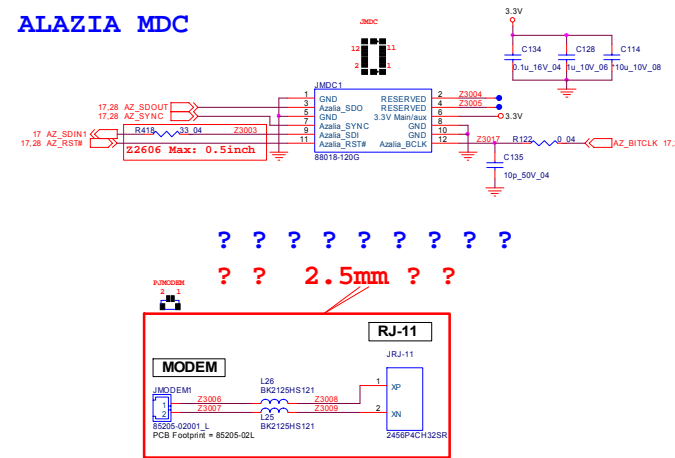 ALAZIA MDC
JMDC
12 11
2 1
3.3V
C134 C128 C114
0.1u_16V_04 1u_10V_06 *10u_10V_08
JMDC1
1 GND RESERVED 2 Z3004
17,28 AZ_SDOUT 3 Azalia_SDO RESERVED 4 Z3005
17,28 AZ_SYNC 5 GND 3.3V Main/aux 6 3.3V
7 Azalia_SYNC GND 8
17 AZ_SDIN1 R418 33_04 Z3003 9 Azalia_SDI GND 10
17,28 AZ_RST# 11 Azalia_RST# Azalia_BCLK 12 Z3017 R122 0_04 AZ_BITCLK 17,
Z2606 Max: 0.5inch
88018-120G
C135
10p_50V_04
? ? ? ? ? ? ? ? ?
? ? 2.5mm ? ?
PJMODEM
2 1
RJ-11
JRJ-11
MODEM
JMODEM1
L26
BK2125HS121
1 Z3006 Z3008 1 XP
2 Z3007 Z3009 2 XN
L25
BK2125HS121
85205-02001_L
PCB Footprint = 85205-02L
2456P4CH32SR